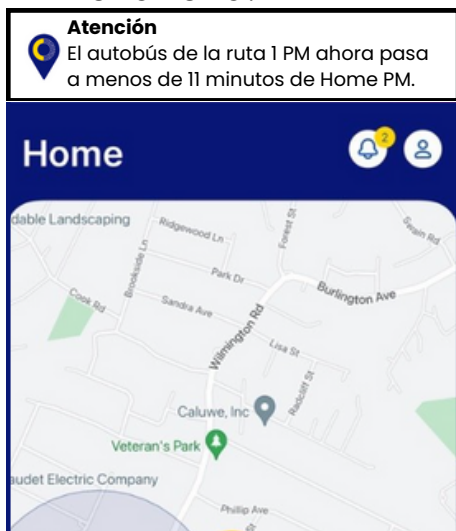 Atención
El autobús de la ruta 1 PM ahora pasa
a menos de 11 minutos de Home PM.
Home
2
dable Landscaping
Ridgewood Ln
Forest St
Swain Rd
Brookside Ln
Park Dr
Burlington Ave
Cook Rd
Sandra Ave
Wilmington Rd
Lisa St
Radcliff St
Caluwe, Inc
Veteran's Park
audet Electric Company
Phillip Ave